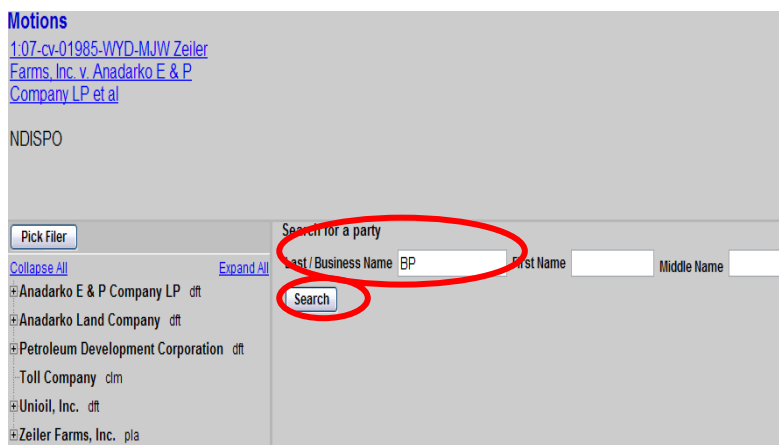 Motions
1:07-cv-01985-WYD-MJW Zeiler
Farms, Inc. v. Anadarko E & P
Company LP et al
NDISPO
Pick Filer
Collapse All Expand All
Anadarko E & P Company LP dft
Anadarko Land Company dft
Petroleum Development Corporation dft
Toll Company clm
Unioil, Inc. dft
Zeiler Farms, Inc. pla
Search for a party
Last / Business Name BP First Name Middle Name
Search